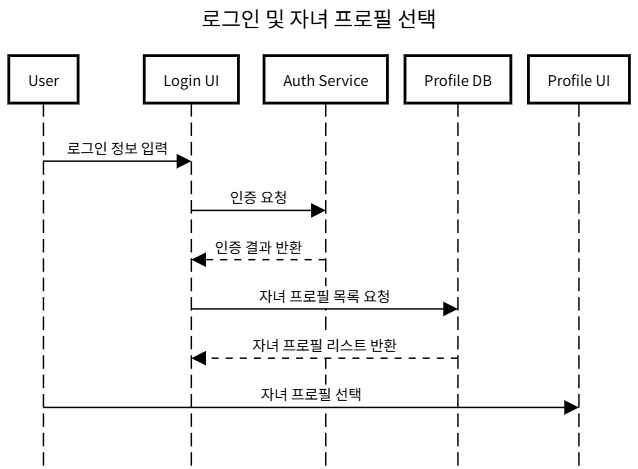 로그인 및 자녀 프로필 선택
User
Login UI
Auth Service
Profile DB
Profile UI
로그인 정보 입력
인증 요청
인증 결과 반환
자녀 프로필 목록 요청
자녀 프로필 리스트 반환
자녀 프로필 선택